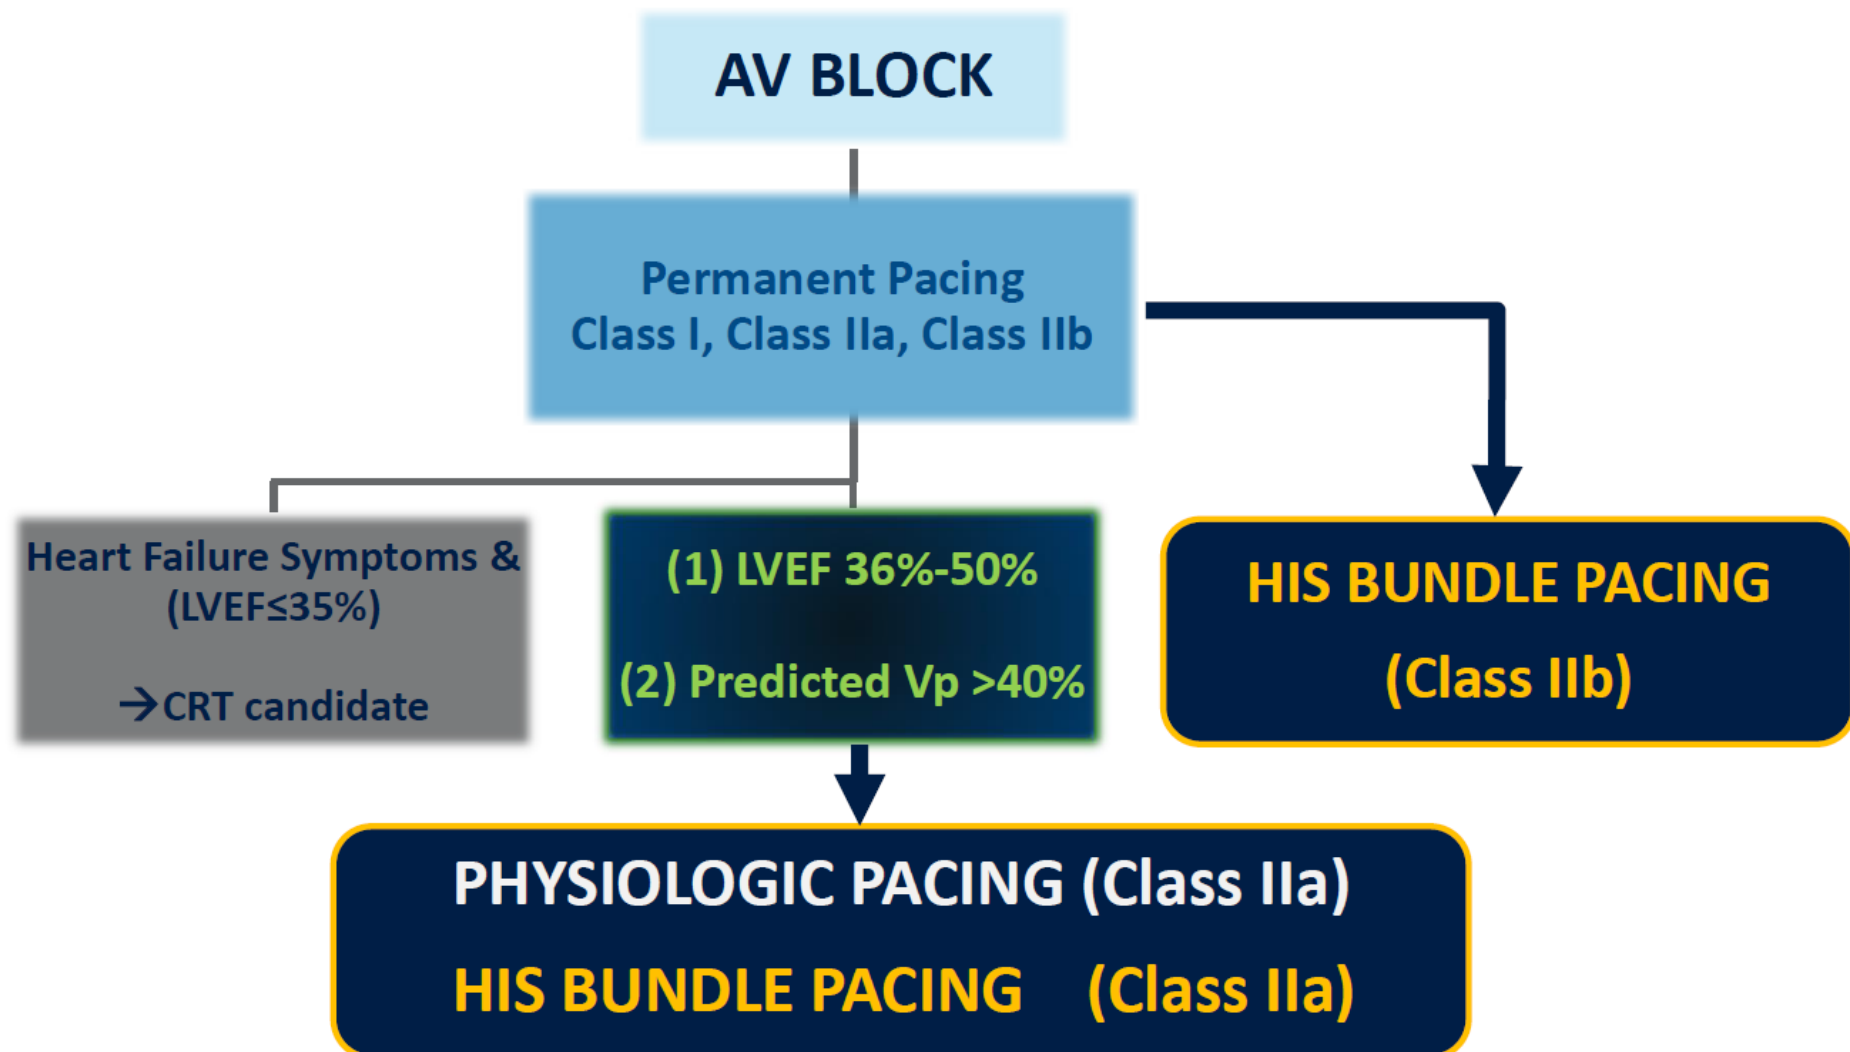 AV BLOCK
Permanent Pacing
Class I, Class IIa, Class IIb
Heart Failure Symptoms &
(LVEF≤35%)
→CRT candidate
(1) LVEF 36%-50%
(2) Predicted Vp >40%
HIS BUNDLE PACING
(Class IIb)
PHYSIOLOGIC PACING (Class IIa)
HIS BUNDLE PACING (Class IIa)